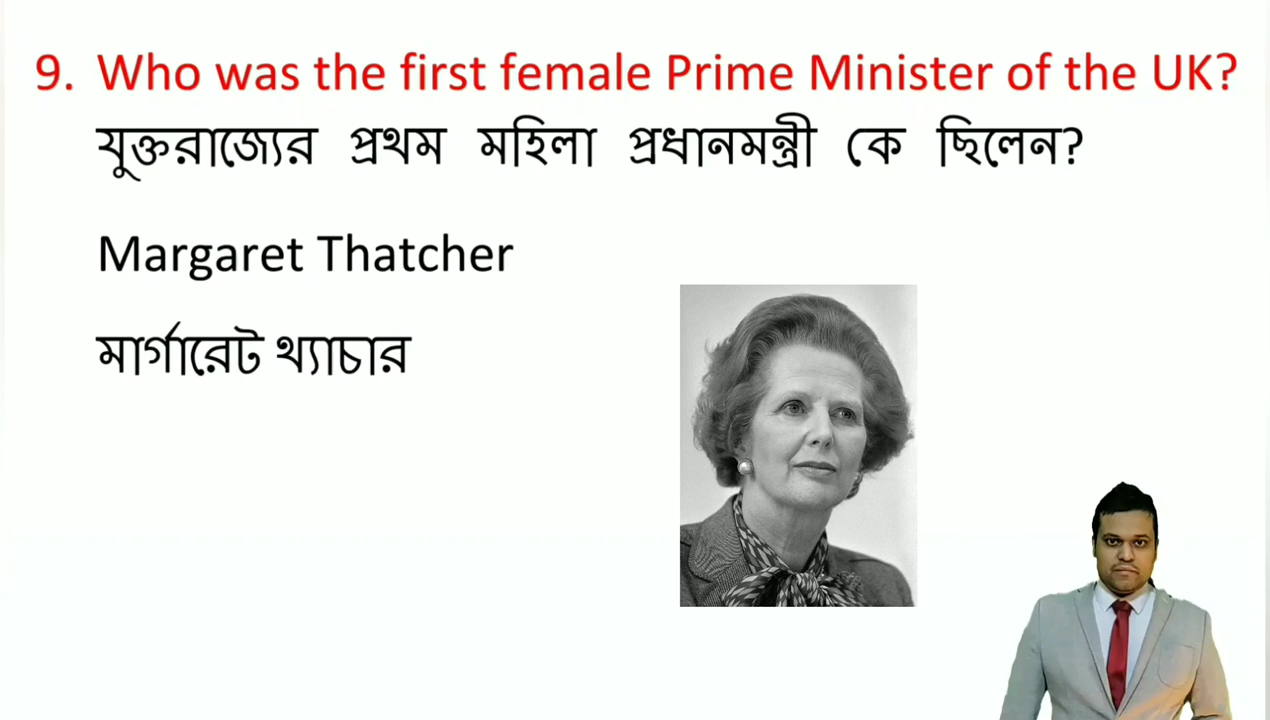 9. Who was the first female Prime Minister of the UK?
যুক্তরাজ্যের প্রথম মহিলা প্রধানমন্ত্রী কে ছিলেন?
Margaret Thatcher
মার্গারেট থ্যাচার